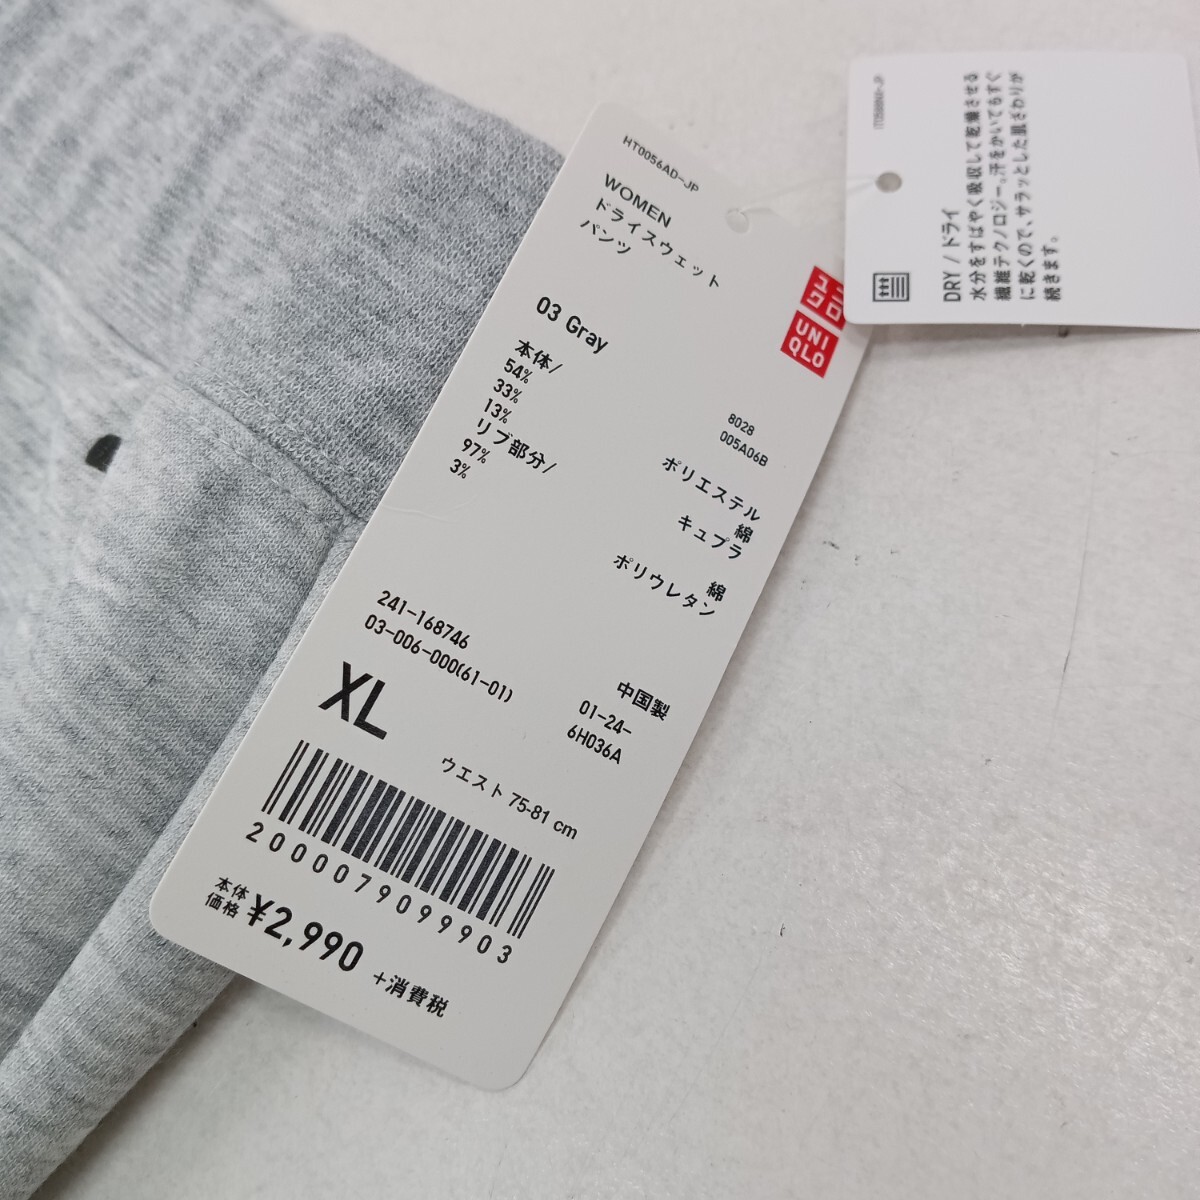 HT0056AD-JP
WOMEN
ドライスウェット
パンツ
ユニ
クロ
UNI
QLO
03 Gray
8028
005A06B
本体/
54% ポリエステル
33% 綿
13% キュプラ
リブ部分/
97% 綿
3% ポリウレタン
241-168746
03-006-000(61-01)
中国製
01-24-
6H036A
XL
ウエスト 75-81 cm
2000079099903
本体
価格 ¥2,990 +消費税
DRY / ドライ
水分をすばやく吸収して乾燥させる
繊維テクノロジー。汗をかいてもすぐ
に乾くので、サラッとした肌ざわりが
続きます。